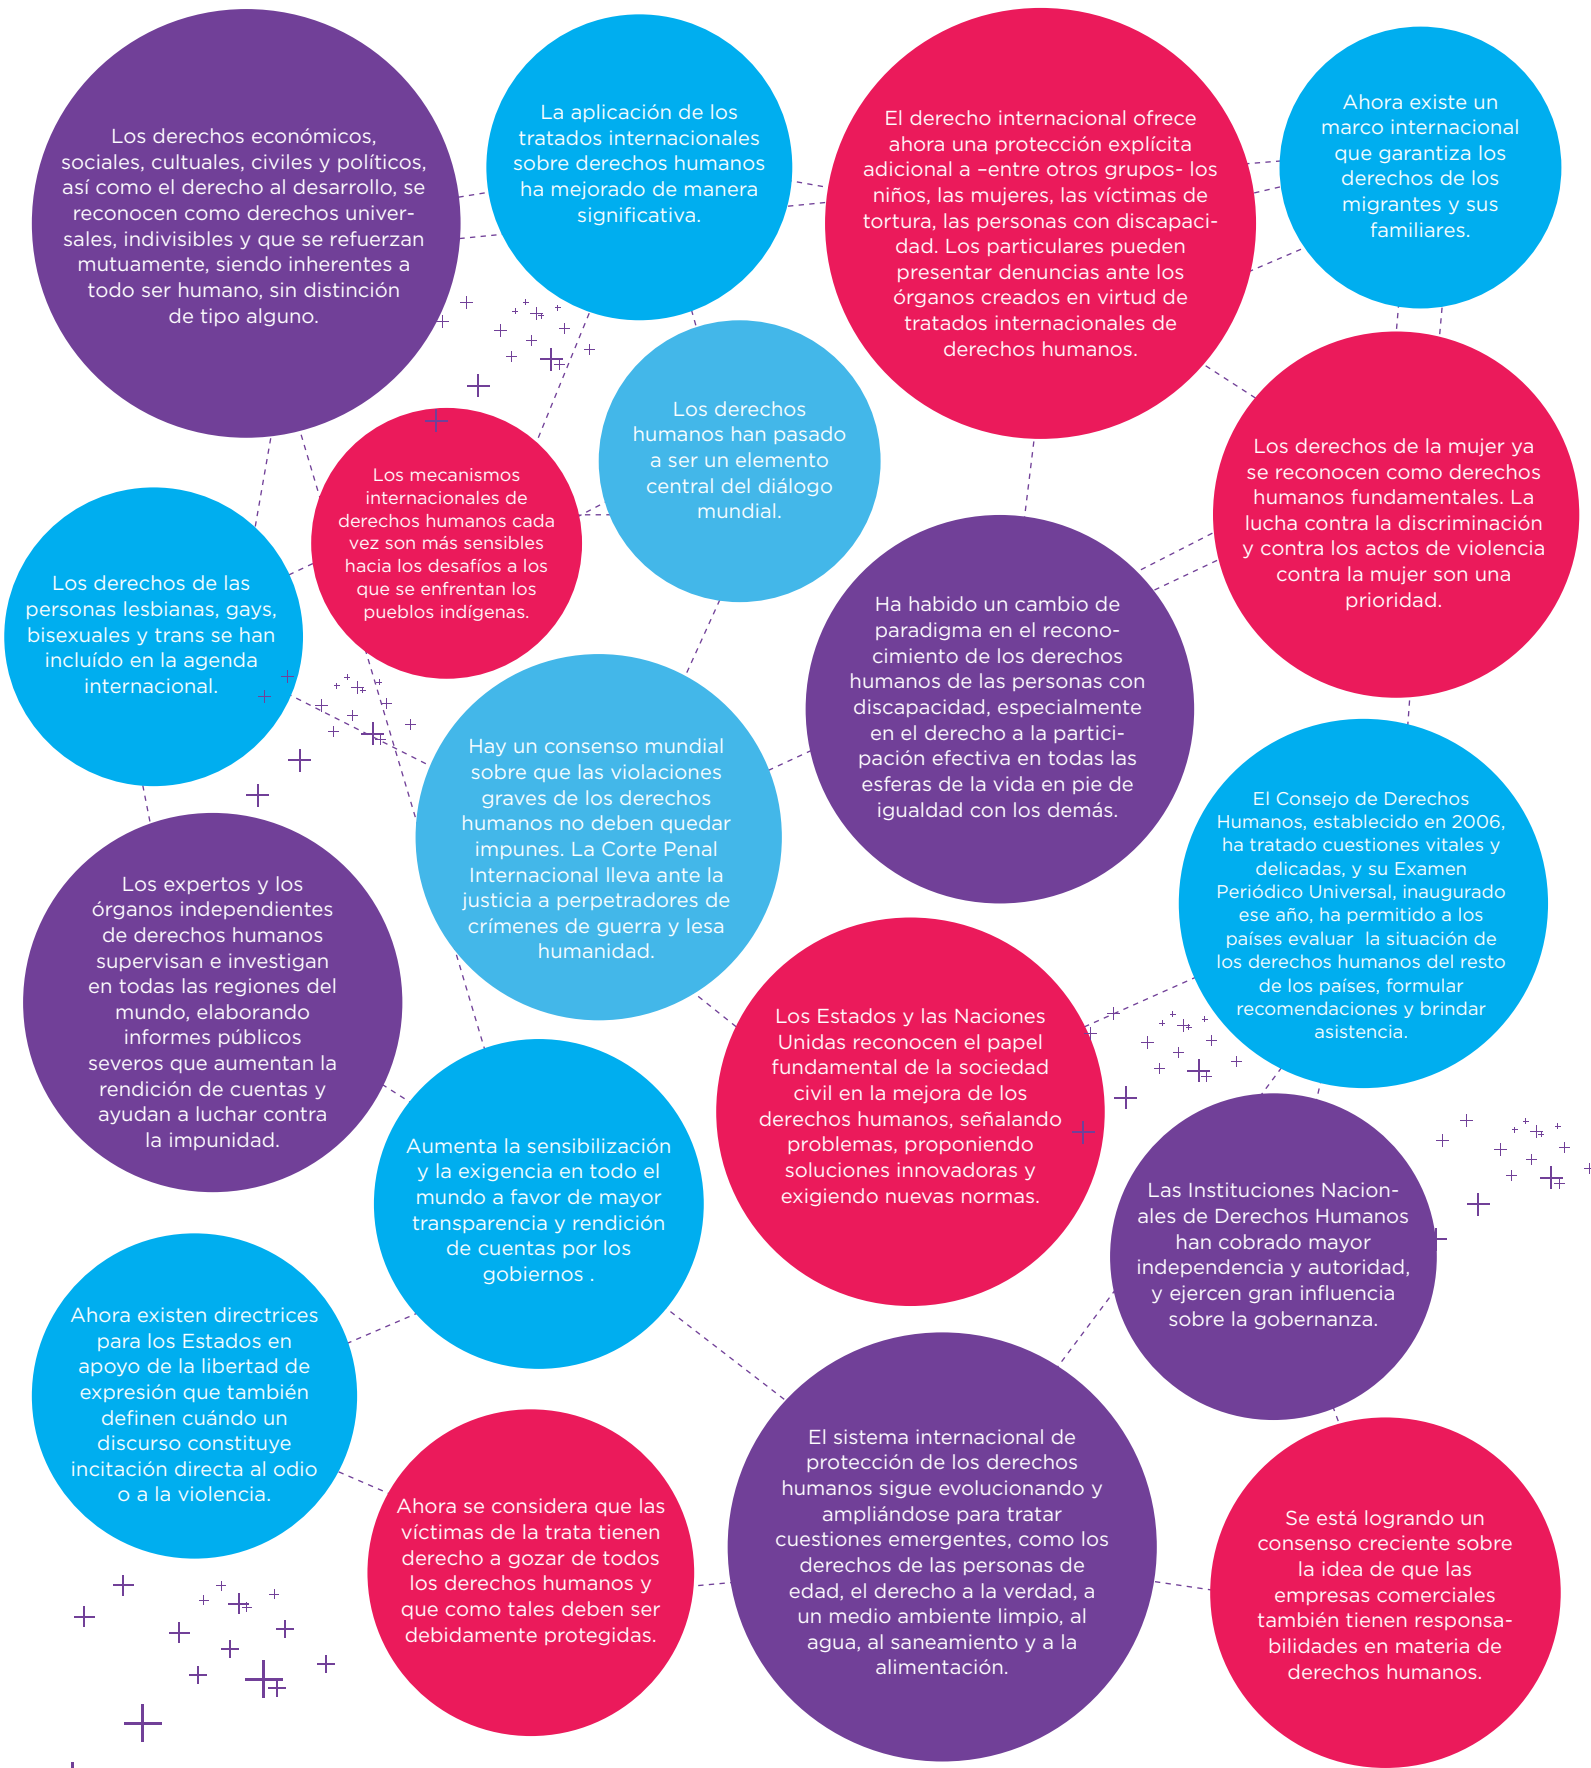 Los derechos económicos,
sociales, cultuales, civiles y políticos,
así como el derecho al desarrollo, se
reconocen como derechos univer-
sales, indivisibles y que se refuerzan
mutuamente, siendo inherentes a
todo ser humano, sin distinción
de tipo alguno.
La aplicación de los
tratados internacionales
sobre derechos humanos
ha mejorado de manera
significativa.
El derecho internacional ofrece
ahora una protección explícita
adicional a –entre otros grupos- los
niños, las mujeres, las víctimas de
tortura, las personas con discapaci-
dad. Los particulares pueden
presentar denuncias ante los
órganos creados en virtud de
tratados internacionales de
derechos humanos.
Ahora existe un
marco internacional
que garantiza los
derechos de los
migrantes y sus
familiares.
Los mecanismos
internacionales de
derechos humanos cada
vez son más sensibles
hacia los desafíos a los
que se enfrentan los
pueblos indígenas.
Los derechos
humanos han pasado
a ser un elemento
central del diálogo
mundial.
Los derechos de la mujer ya
se reconocen como derechos
humanos fundamentales. La
lucha contra la discriminación
y contra los actos de violencia
contra la mujer son una
prioridad.
Los derechos de las
personas lesbianas, gays,
bisexuales y trans se han
incluído en la agenda
internacional.
Ha habido un cambio de
paradigma en el recono-
cimiento de los derechos
humanos de las personas con
discapacidad, especialmente
en el derecho a la partici-
pación efectiva en todas las
esferas de la vida en pie de
igualdad con los demás.
Hay un consenso mundial
sobre que las violaciones
graves de los derechos
humanos no deben quedar
impunes. La Corte Penal
Internacional lleva ante la
justicia a perpetradores de
crímenes de guerra y lesa
humanidad.
El Consejo de Derechos
Humanos, establecido en 2006,
ha tratado cuestiones vitales y
delicadas, y su Examen
Periódico Universal, inaugurado
ese año, ha permitido a los
países evaluar  la situación de
los derechos humanos del resto
de los países, formular
recomendaciones y brindar
asistencia.
Los expertos y los
órganos independientes
de derechos humanos
supervisan e investigan
en todas las regiones del
mundo, elaborando
informes públicos
severos que aumentan la
rendición de cuentas y
ayudan a luchar contra
la impunidad.
Los Estados y las Naciones
Unidas reconocen el papel
fundamental de la sociedad
civil en la mejora de los
derechos humanos, señalando
problemas, proponiendo
soluciones innovadoras y
exigiendo nuevas normas.
Aumenta la sensibilización
y la exigencia en todo el
mundo a favor de mayor
transparencia y rendición
de cuentas por los
gobiernos .
Las Instituciones Nacion-
ales de Derechos Humanos
han cobrado mayor
independencia y autoridad,
y ejercen gran influencia
sobre la gobernanza.
Ahora existen directrices
para los Estados en
apoyo de la libertad de
expresión que también
definen cuándo un
discurso constituye
incitación directa al odio
o a la violencia.
Ahora se considera que las
víctimas de la trata tienen
derecho a gozar de todos
los derechos humanos y
que como tales deben ser
debidamente protegidas.
El sistema internacional de
protección de los derechos
humanos sigue evolucionando y
ampliándose para tratar
cuestiones emergentes, como los
derechos de las personas de
edad, el derecho a la verdad, a
un medio ambiente limpio, al
agua, al saneamiento y a la
alimentación.
Se está logrando un
consenso creciente sobre
la idea de que las
empresas comerciales
también tienen responsa-
bilidades en materia de
derechos humanos.